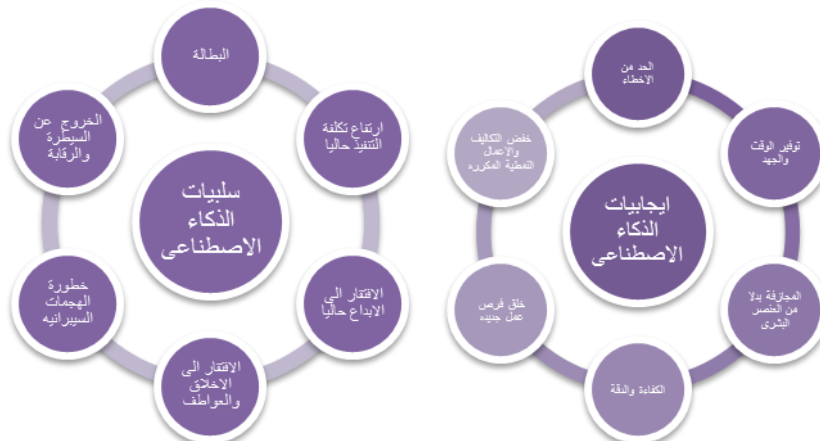 ايجابيات
الذكاء
الاصطناعى
الحد من
الاخطاء
توفير الوقت
والجهد
المجازفة بدلا
من العنصر
البشرى
الكفاءة والدقة
خلق فرص
عمل جديده
خفض التكاليف
والاعمال
النمطية المكرره
سلبيات
الذكاء
الاصطناعى
البطالة
ارتفاع تكلفة
التنفيذ حاليا
الافتقار الى
الابداع حاليا
الافتقار الى
الاخلاق
والعواطف
خطورة
الهجمات
السيبرانيه
الخروج عن
السيطرة
والرقابة